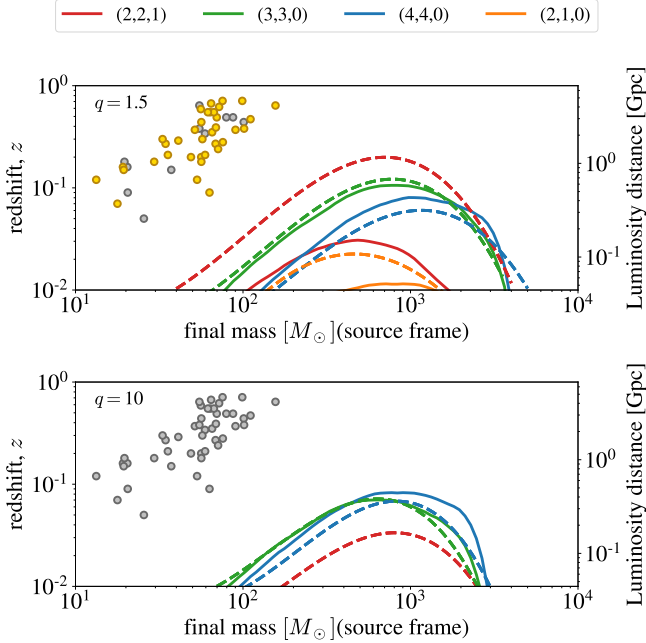 (2,2,1) (3,3,0) (4,4,0) (2,1,0)
q = 1.5
10⁰
10⁻¹
10⁻²
redshift, z
10⁰
10⁻¹
Luminosity distance [Gpc]
10¹ 10² 10³ 10⁴
final mass [M☉](source frame)
q = 10
10⁰
10⁻¹
10⁻²
redshift, z
10⁰
10⁻¹
Luminosity distance [Gpc]
10¹ 10² 10³ 10⁴
final mass [M☉](source frame)